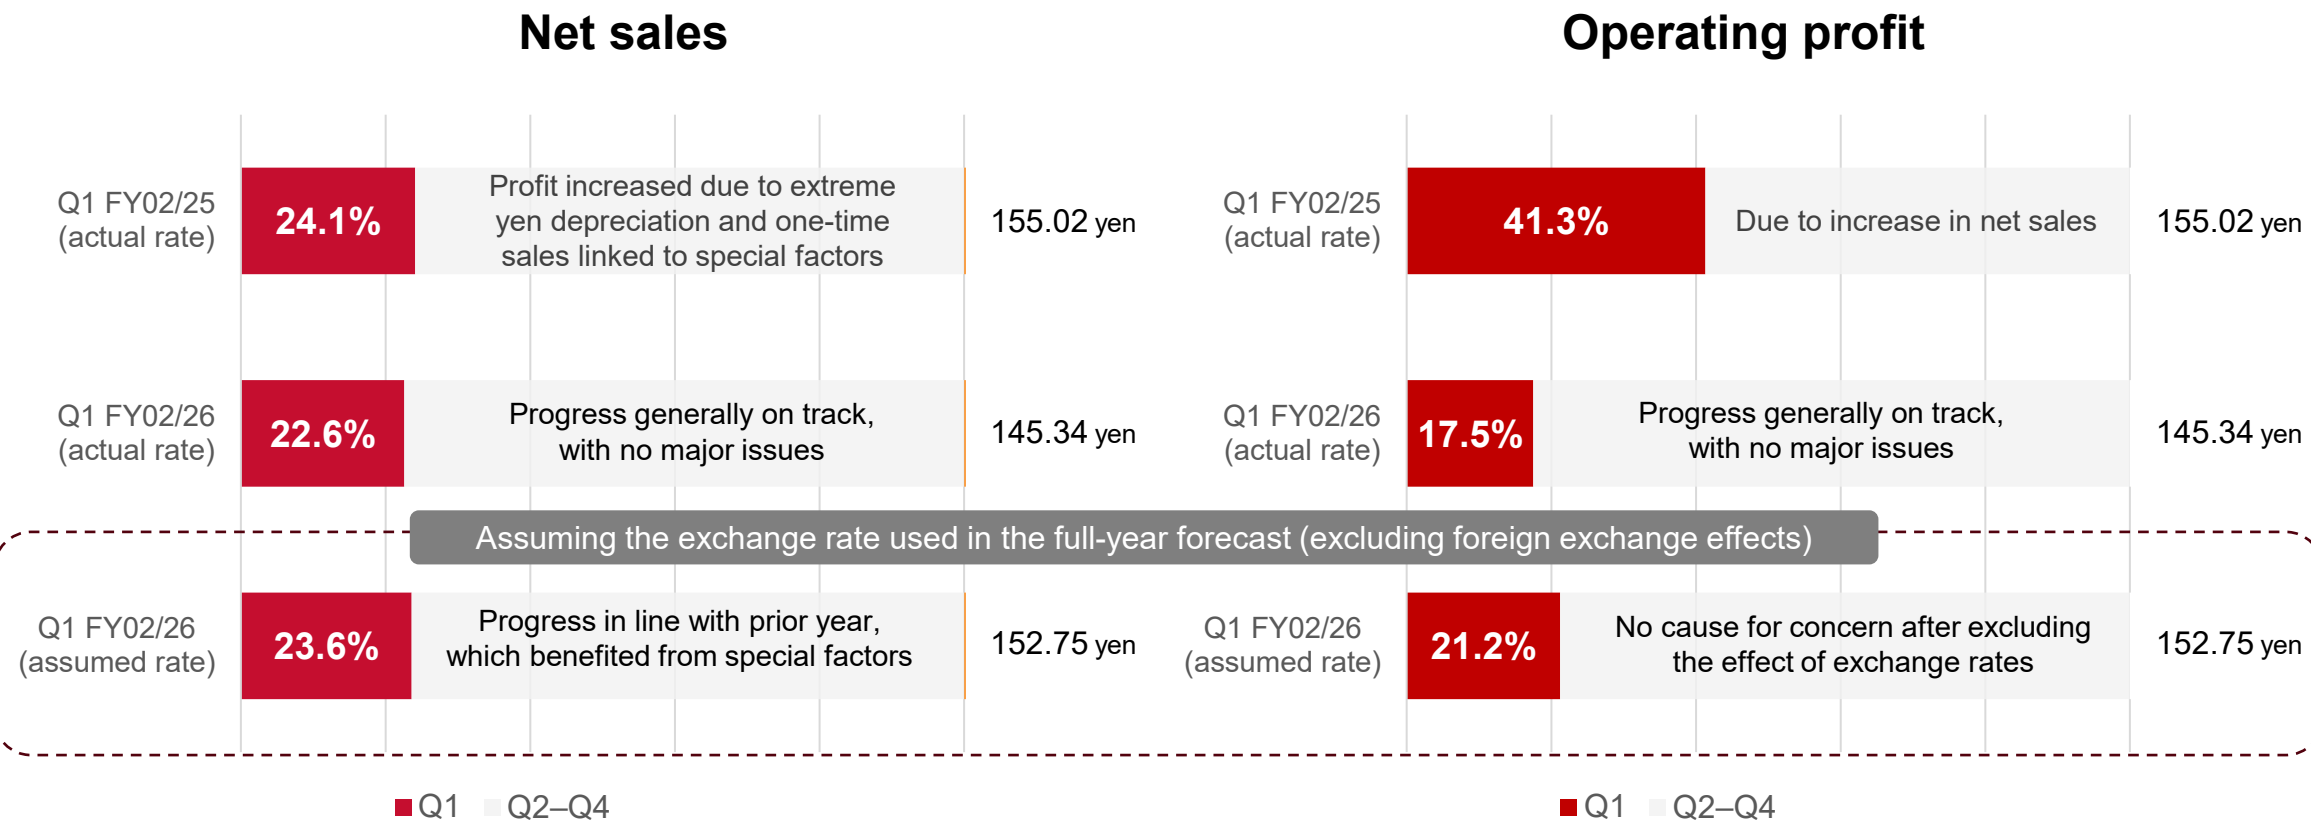 Net sales
Q1 FY02/25
(actual rate)
24.1%
Profit increased due to extreme
yen depreciation and one-time
sales linked to special factors
155.02 yen
Q1 FY02/26
(actual rate)
22.6%
Progress generally on track,
with no major issues
145.34 yen
Operating profit
Q1 FY02/25
(actual rate)
41.3%
Due to increase in net sales
155.02 yen
Q1 FY02/26
(actual rate)
17.5%
Progress generally on track,
with no major issues
145.34 yen
Assuming the exchange rate used in the full-year forecast (excluding foreign exchange effects)
Q1 FY02/26
(assumed rate)
23.6%
Progress in line with prior year,
which benefited from special factors
152.75 yen
Q1 FY02/26
(assumed rate)
21.2%
No cause for concern after excluding
the effect of exchange rates
152.75 yen
Q1 Q2–Q4
Q1 Q2–Q4